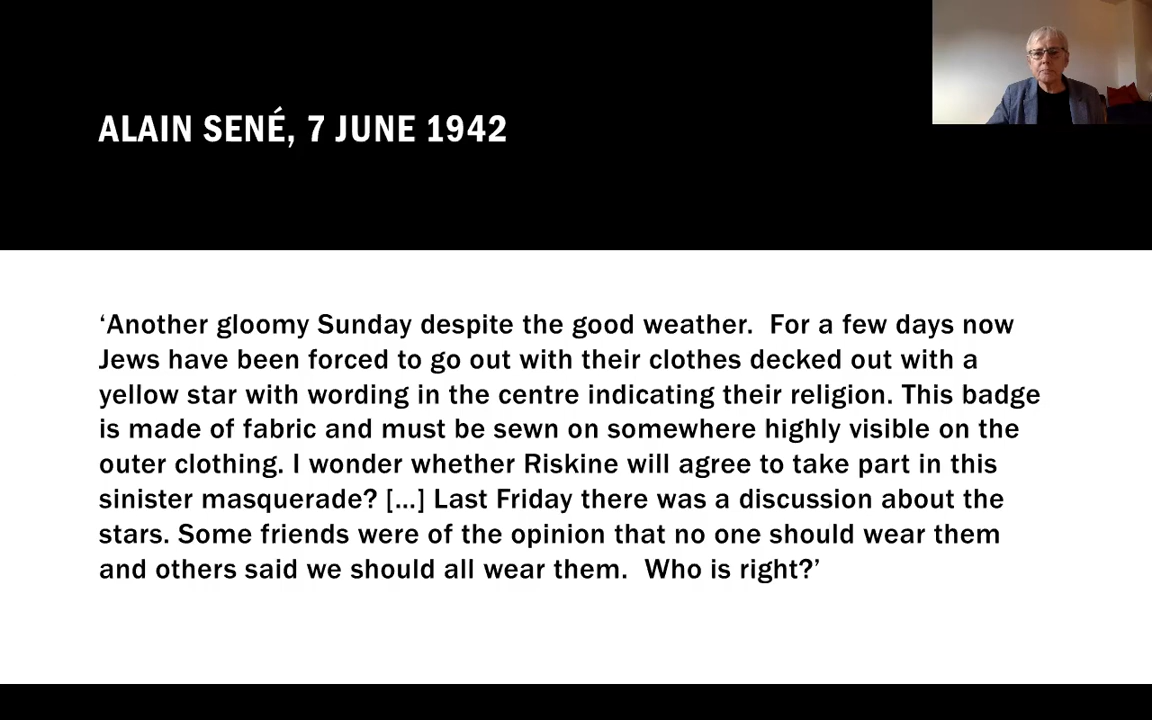 ALAIN SENÉ, 7 JUNE 1942
‘Another gloomy Sunday despite the good weather.  For a few days now
Jews have been forced to go out with their clothes decked out with a
yellow star with wording in the centre indicating their religion. This badge
is made of fabric and must be sewn on somewhere highly visible on the
outer clothing. I wonder whether Riskine will agree to take part in this
sinister masquerade? [...] Last Friday there was a discussion about the
stars. Some friends were of the opinion that no one should wear them
and others said we should all wear them.  Who is right?’